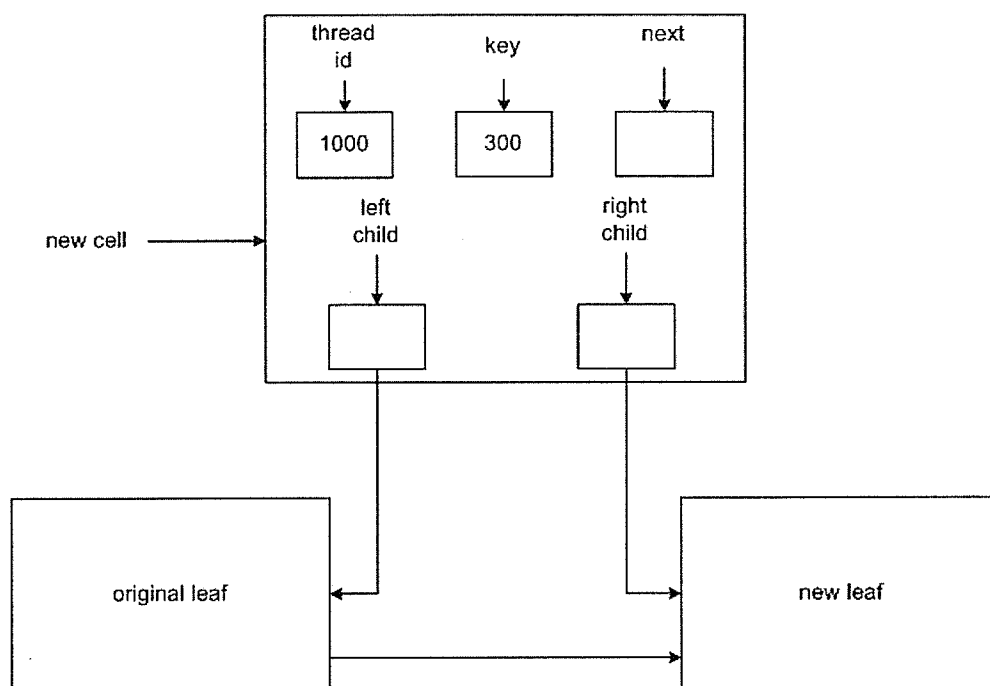 thread
id
key
next
1000
300
left
child
right
child
new cell
original leaf
new leaf